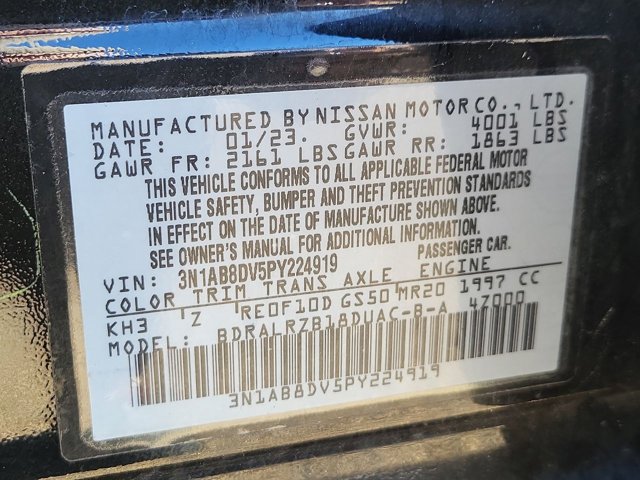 MANUFACTURED BY NISSAN MOTOR CO., LTD.
DATE: 01/23. GVWR: 4001 LBS
GAWR FR: 2161 LBS GAWR RR: 1863 LBS
THIS VEHICLE CONFORMS TO ALL APPLICABLE FEDERAL MOTOR
VEHICLE SAFETY, BUMPER AND THEFT PREVENTION STANDARDS
IN EFFECT ON THE DATE OF MANUFACTURE SHOWN ABOVE.
SEE OWNER'S MANUAL FOR ADDITIONAL INFORMATION
VIN: 3N1AB8DV5PY224919 PASSENGER CAR.
COLOR TRIM TRANS AXLE ENGINE
KH3 Z RE0F10D GS50 MR20 1997 CC
MODEL: BDRALRZB18DUAC-B-A 4Z000
3N1AB8DV5PY224919